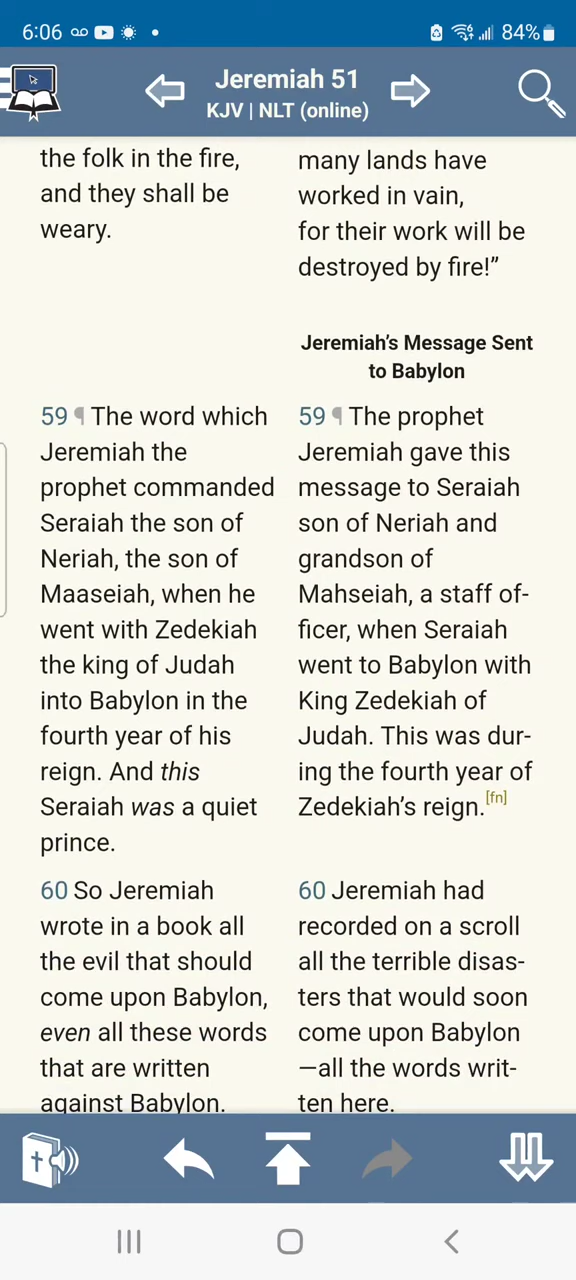 6:06
84%
Jeremiah 51
KJV | NLT (online)
the folk in the fire,
and they shall be
weary.
many lands have
worked in vain,
for their work will be
destroyed by fire!”
Jeremiah’s Message Sent
to Babylon
59 ¶ The word which
Jeremiah the
prophet commanded
Seraiah the son of
Neriah, the son of
Maaseiah, when he
went with Zedekiah
the king of Judah
into Babylon in the
fourth year of his
reign. And this
Seraiah was a quiet
prince.
59 ¶ The prophet
Jeremiah gave this
message to Seraiah
son of Neriah and
grandson of
Mahseiah, a staff of-
ficer, when Seraiah
went to Babylon with
King Zedekiah of
Judah. This was dur-
ing the fourth year of
Zedekiah’s reign.[fn]
60 So Jeremiah
wrote in a book all
the evil that should
come upon Babylon,
even all these words
that are written
against Babylon.
60 Jeremiah had
recorded on a scroll
all the terrible disas-
ters that would soon
come upon Babylon
—all the words writ-
ten here.